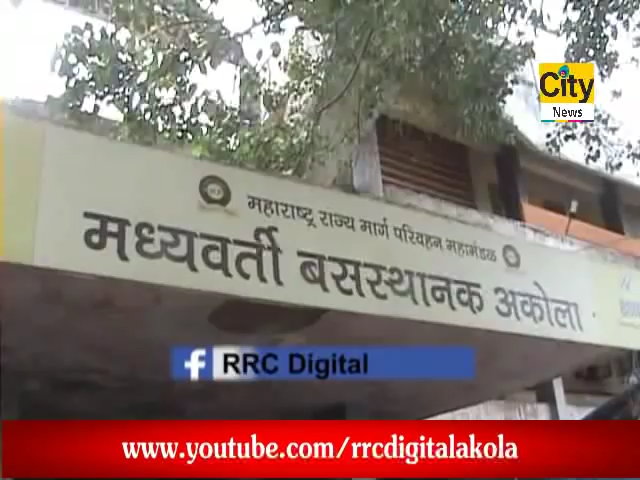 City
News
महाराष्ट्र राज्य मार्ग परिवहन महामंडळ
मध्यवर्ती बसस्थानक अकोला
f RRC Digital
www.youtube.com/rrcdigitalakola